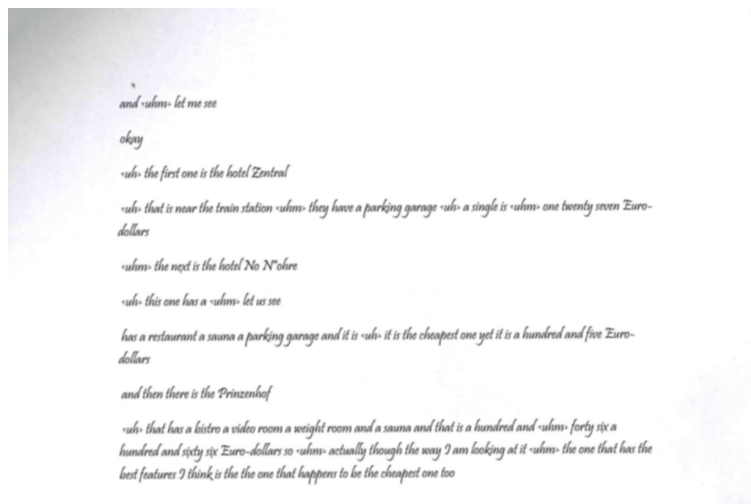 and <uhm> let me see
okay
<uh> the first one is the hotel Zentral
<uh> that is near the train station <uhm> they have a parking garage <uh> a single is <uhm> one twenty seven Euro-
dollars
<uhm> the next is the hotel No N"ohre
<uh> this one has a <uhm> let us see
has a restaurant a sauna a parking garage and it is <uh> it is the cheapest one yet it is a hundred and five Euro-
dollars
and then there is the Prinzenhof
<uh> that has a bistro a video room a weight room and a sauna and that is a hundred and <uhm> forty six a
hundred and sixty six Euro-dollars so <uhm> actually though the way I am looking at it <uhm> the one that has the
best features I think is the the one that happens to be the cheapest one too